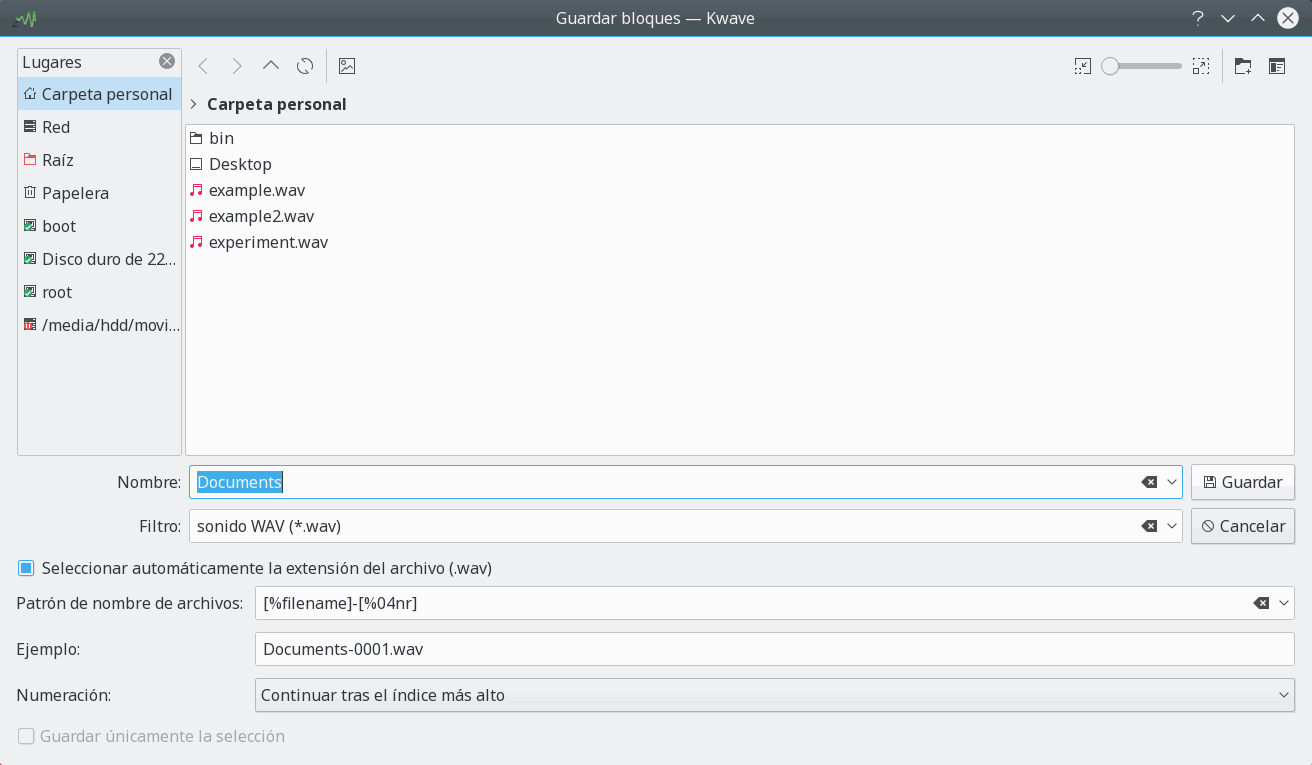 Guardar bloques — Kwave
Lugares
Carpeta personal
Red
Raíz
Papelera
boot
Disco duro de 22...
root
/media/hdd/movi...
Carpeta personal
bin
Desktop
example.wav
example2.wav
experiment.wav
Nombre: Documents Guardar
Filtro: sonido WAV (*.wav) Cancelar
Seleccionar automáticamente la extensión del archivo (.wav)
Patrón de nombre de archivos: [%filename]-[%04nr]
Ejemplo: Documents-0001.wav
Numeración: Continuar tras el índice más alto
Guardar únicamente la selección